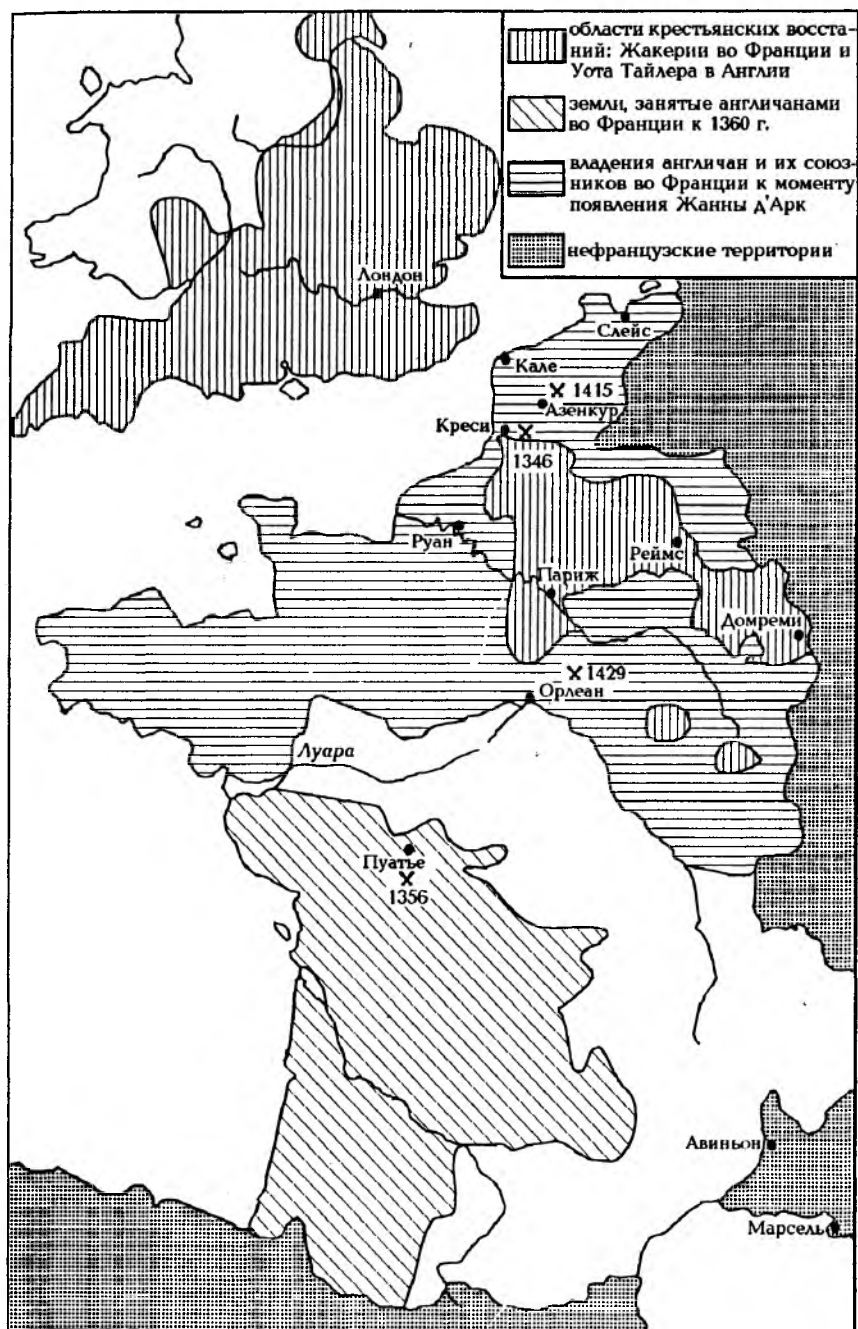 области крестьянских восста-
ний: Жакерии во Франции и
Уота Тайлера в Англии
земли, занятые англичанами
во Франции к 1360 г.
владения англичан и их союз-
ников во Франции к моменту
появления Жанны д'Арк
нефранцузские территории
Лондон
Слейс
Кале
1415
Азенкур
Креси
1346
Руан
Реймс
Париж
Домреми
1429
Орлеан
Луара
Пуатье
1356
Авиньон
Марсель